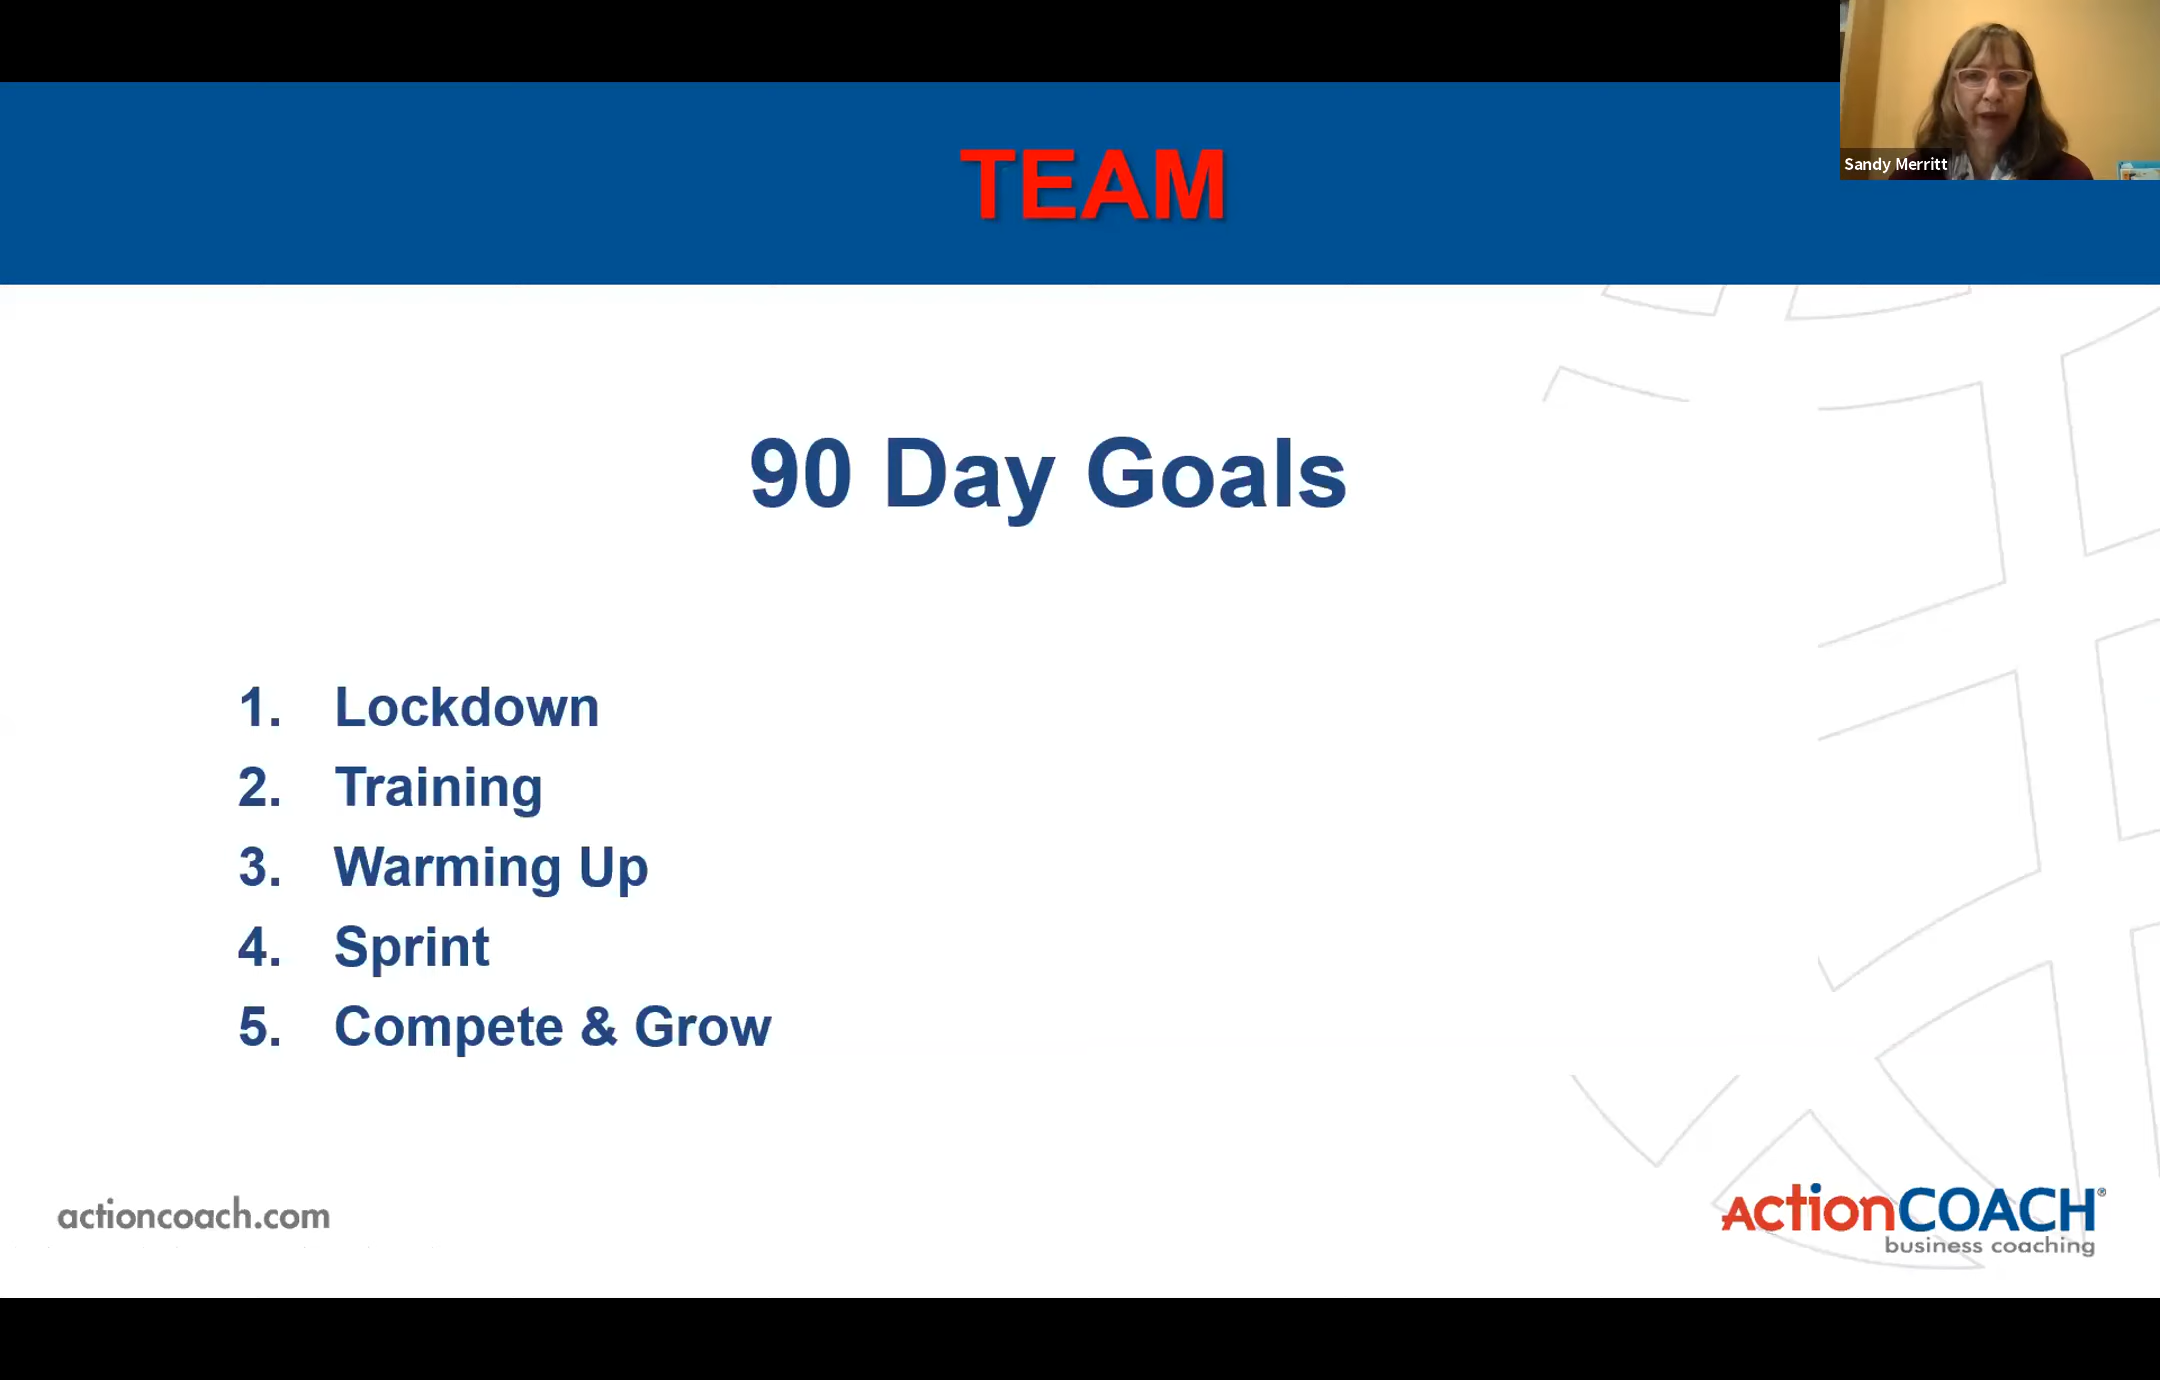 TEAM
Sandy Merritt
90 Day Goals
1. Lockdown
2. Training
3. Warming Up
4. Sprint
5. Compete & Grow
actioncoach.com
ActionCOACH®
business coaching